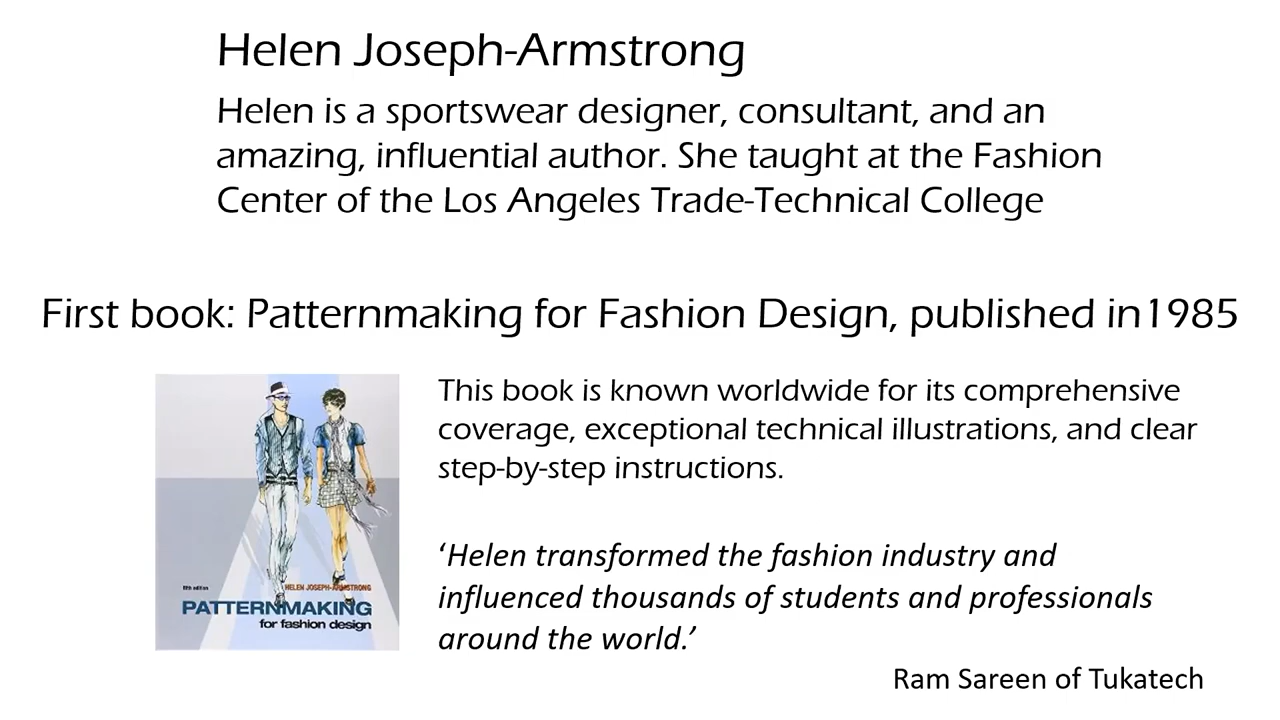 Helen Joseph-Armstrong
Helen is a sportswear designer, consultant, and an
amazing, influential author. She taught at the Fashion
Center of the Los Angeles Trade-Technical College
First book: Patternmaking for Fashion Design, published in1985
This book is known worldwide for its comprehensive
coverage, exceptional technical illustrations, and clear
step-by-step instructions.
fifth edition
HELEN JOSEPH-ARMSTRONG
PATTERNMAKING
for fashion design
‘Helen transformed the fashion industry and
influenced thousands of students and professionals
around the world.’
Ram Sareen of Tukatech